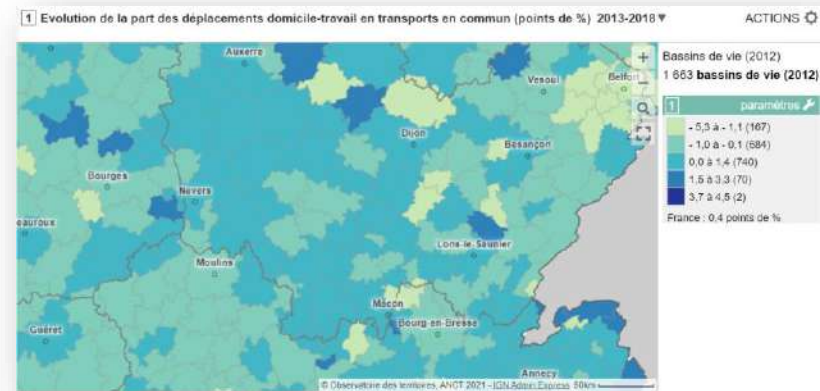 1 Evolution de la part des déplacements domicile-travail en transports en commun (points de %) 2013-2018 ▼
ACTIONS
Bassins de vie (2012)
1 663 bassins de vie (2012)
1 paramètres
- 5,3 à - 1,1 (167)
- 1,0 à - 0,1 (684)
0,0 à 1,4 (740)
1,5 à 3,3 (70)
3,7 à 4,5 (2)
France : 0,4 points de %
+
−
Auxerre
Vesoul
Belfort
Dijon
Besançon
Bourges
Nevers
eauroux
Lons-le-Saunier
Moulins
Mâcon
Bourg-en-Bresse
Guéret
Annecy
© Observatoire des territoires, ANCT 2021 - IGN Admin Express 50km